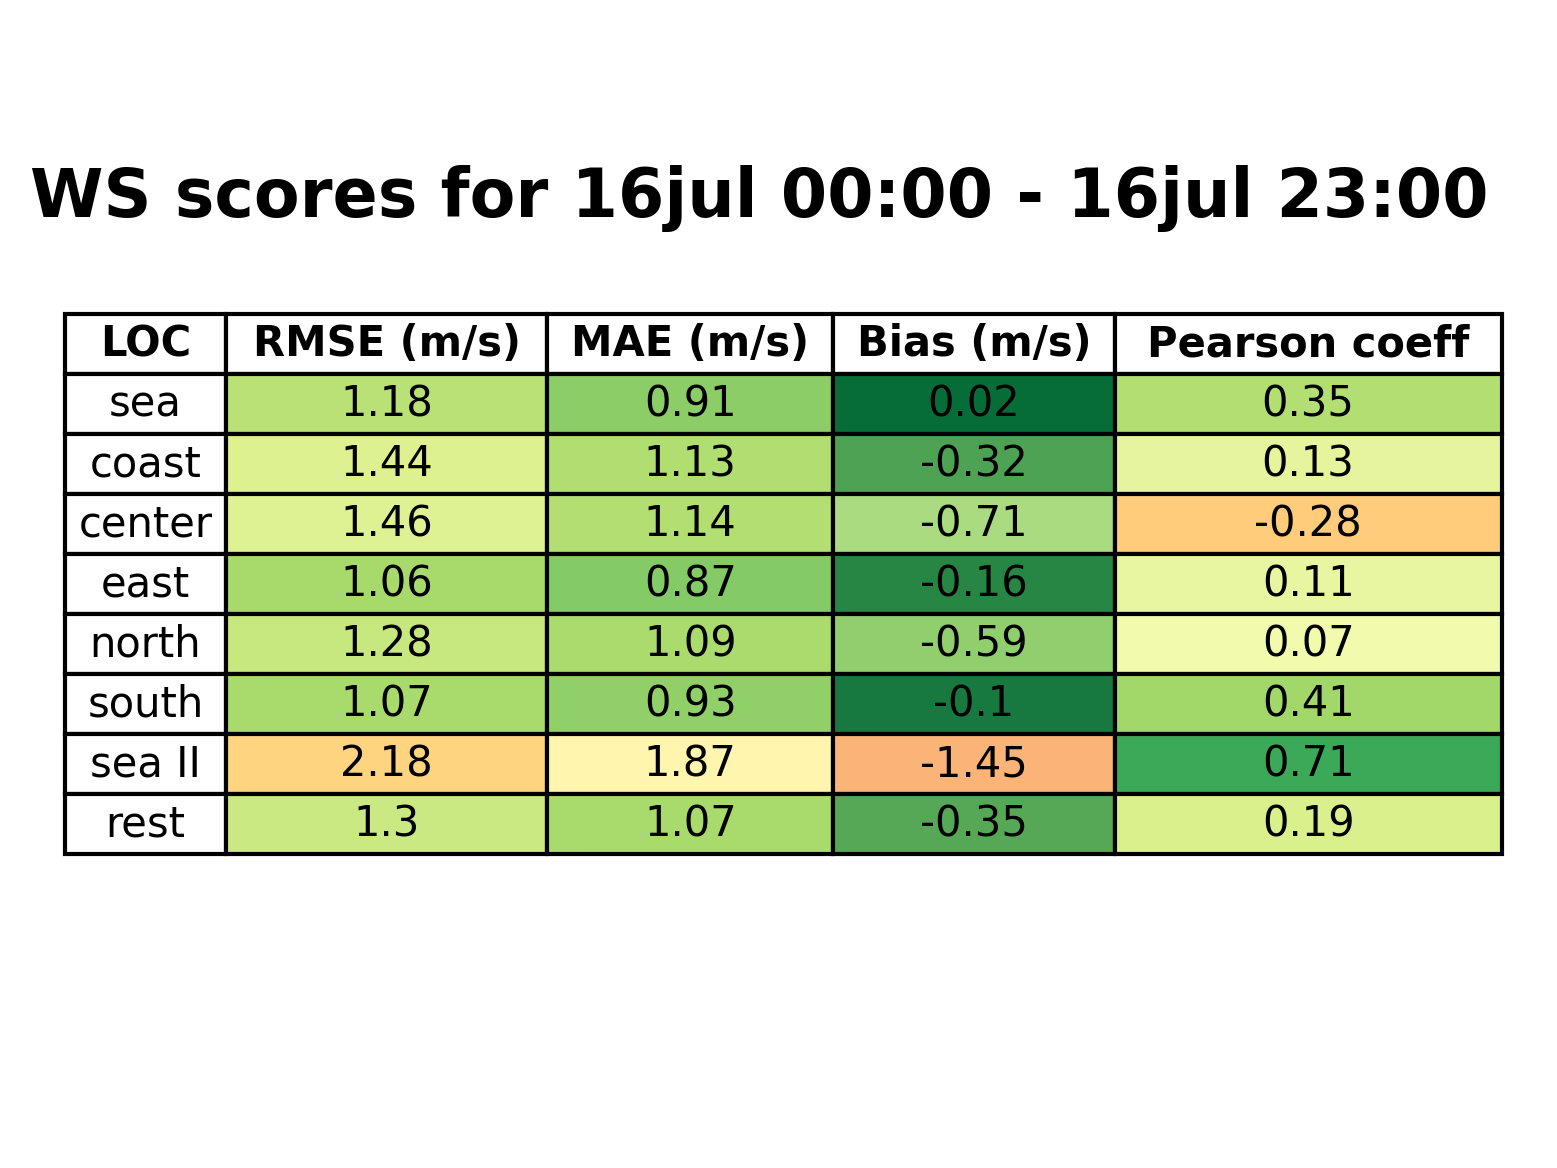 WS scores for 16jul 00:00 - 16jul 23:00
LOC RMSE (m/s) MAE (m/s) Bias (m/s) Pearson coeff
sea 1.18 0.91 0.02 0.35
coast 1.44 1.13 -0.32 0.13
center 1.46 1.14 -0.71 -0.28
east 1.06 0.87 -0.16 0.11
north 1.28 1.09 -0.59 0.07
south 1.07 0.93 -0.1 0.41
sea II 2.18 1.87 -1.45 0.71
rest 1.3 1.07 -0.35 0.19